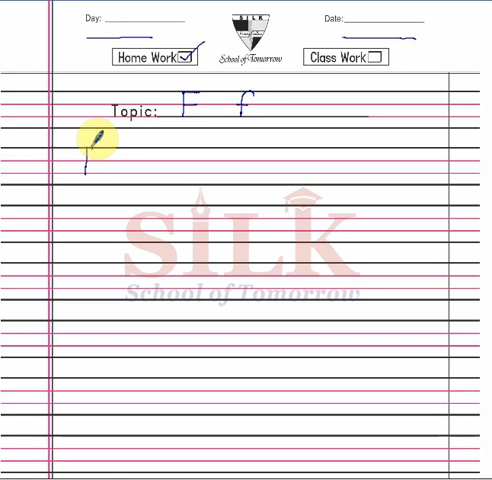 Day:
SILK
Date:
Home Work
School of Tomorrow
Class Work
Topic: F f
SiLK
School of Tomorrow